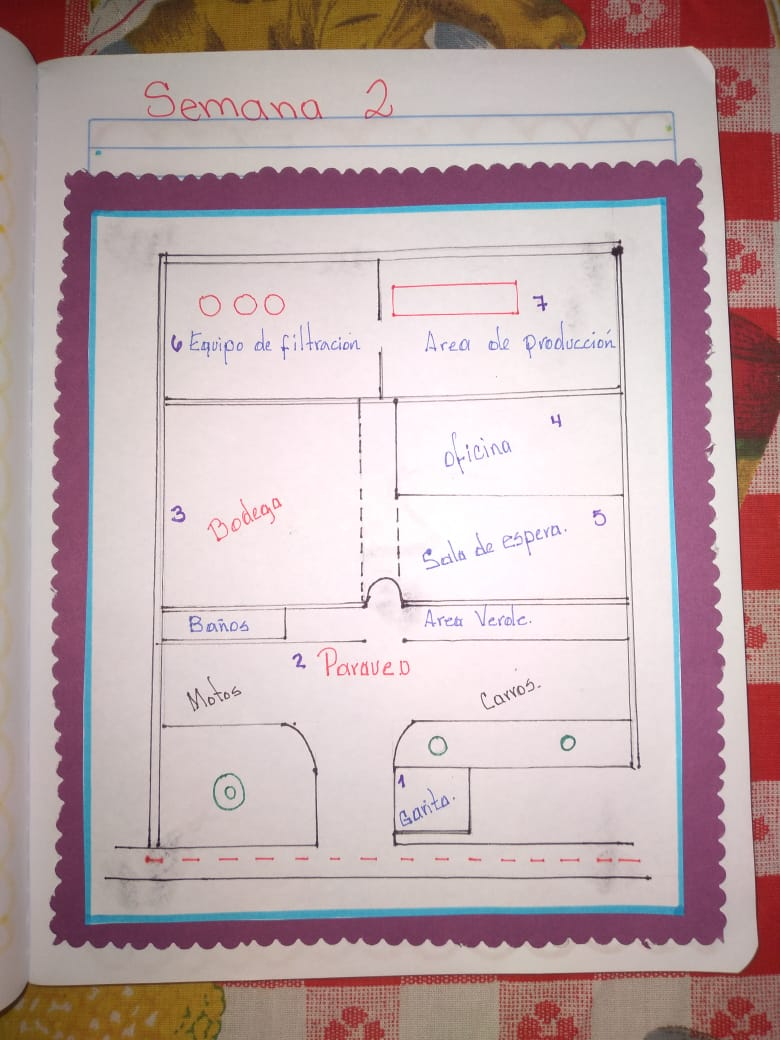 Semana 2
7
6 Equipo de filtración
Area de producción
4
oficina
3 Bodega
Sala de espera. 5
Baños
Area Verde.
2 Parqueo
Motos
Carros.
1
Garita.